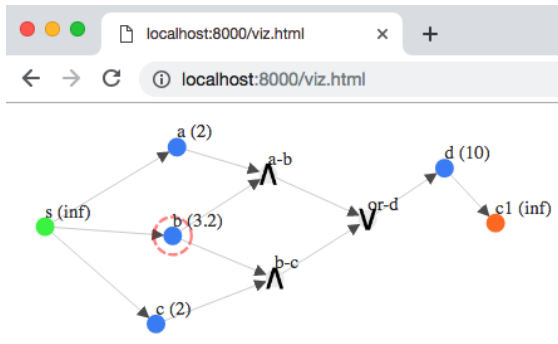 localhost:8000/viz.html
localhost:8000/viz.html
a (2)
a-b
d (10)
s (inf)
b (3.2)
or-d
c1 (inf)
b-c
c (2)